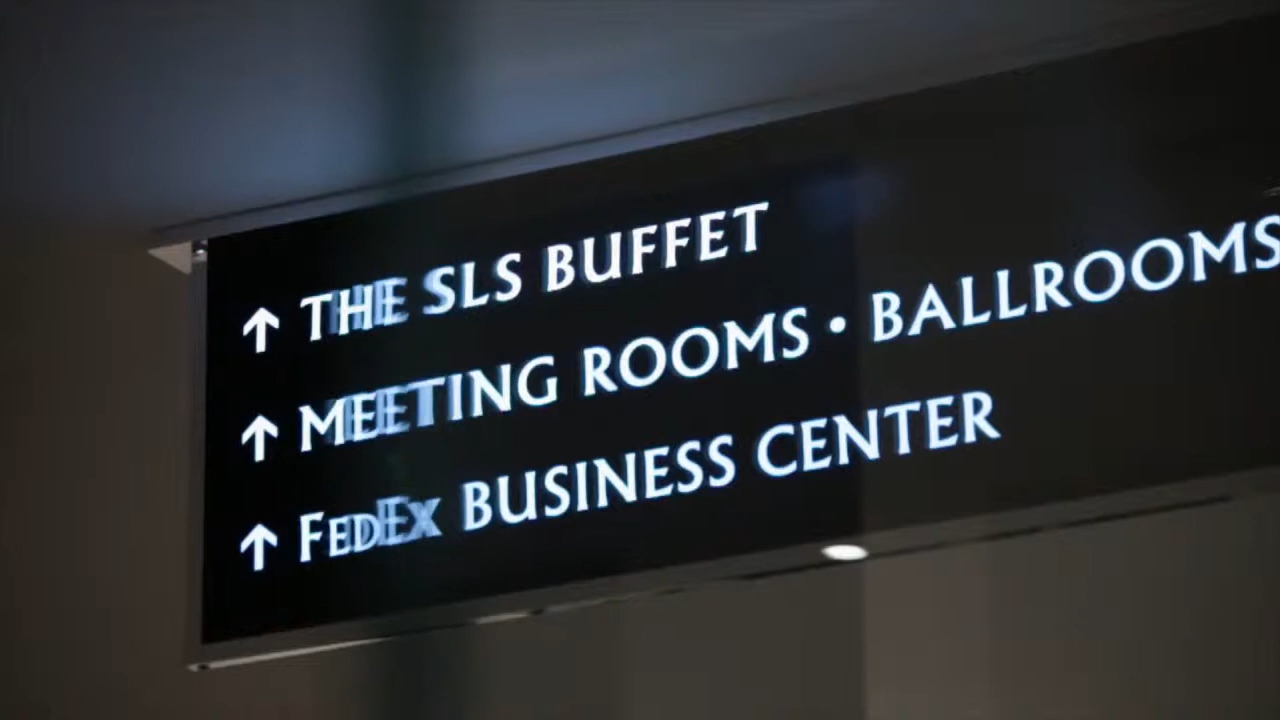 ↑ THE SLS BUFFET
↑ MEETING ROOMS • BALLROOMS
↑ FEDEX BUSINESS CENTER